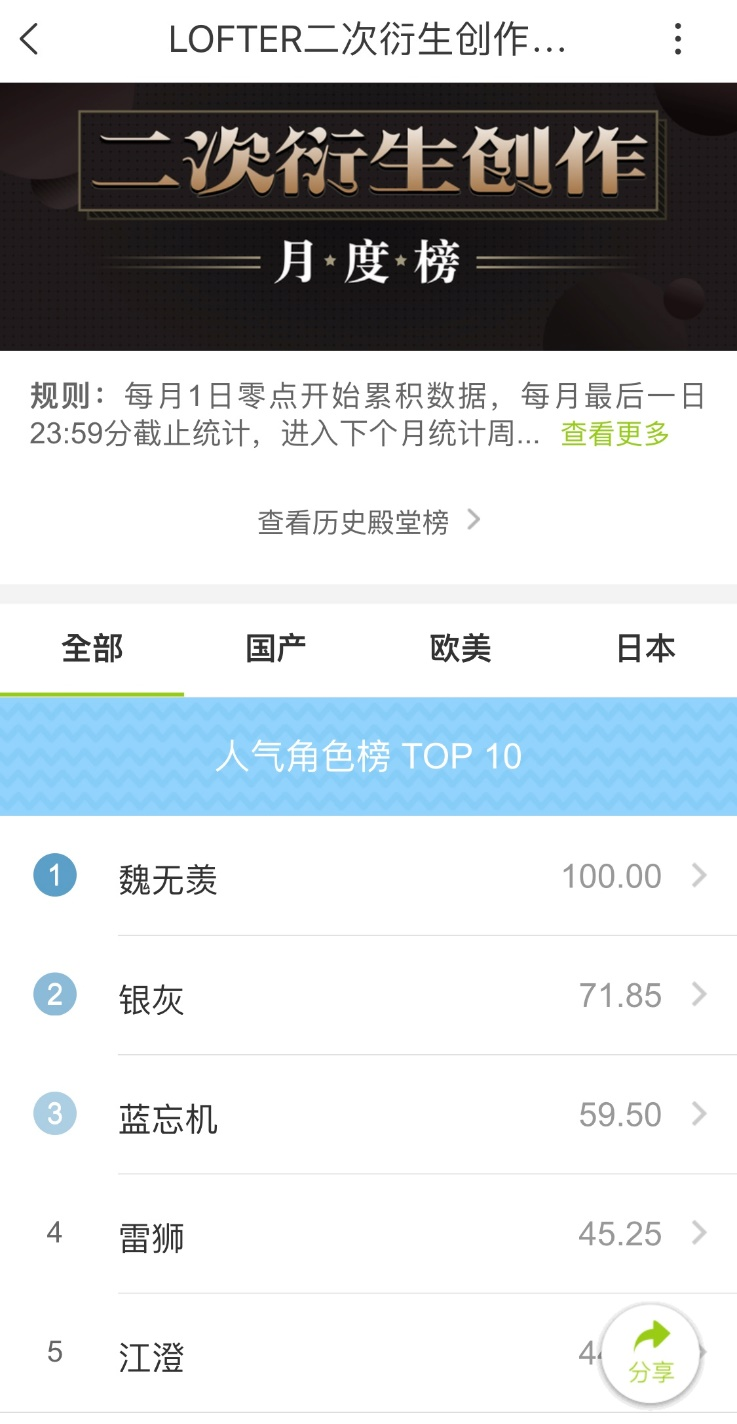 LOFTER二次衍生创作...
二次衍生创作
月·度·榜
规则：每月1日零点开始累积数据，每月最后一日
23:59分截止统计，进入下个月统计周... 查看更多
查看历史殿堂榜
全部 国产 欧美 日本
人气角色榜 TOP 10
1 魏无羡 100.00
2 银灰 71.85
3 蓝忘机 59.50
4 雷狮 45.25
5 江澄
分享